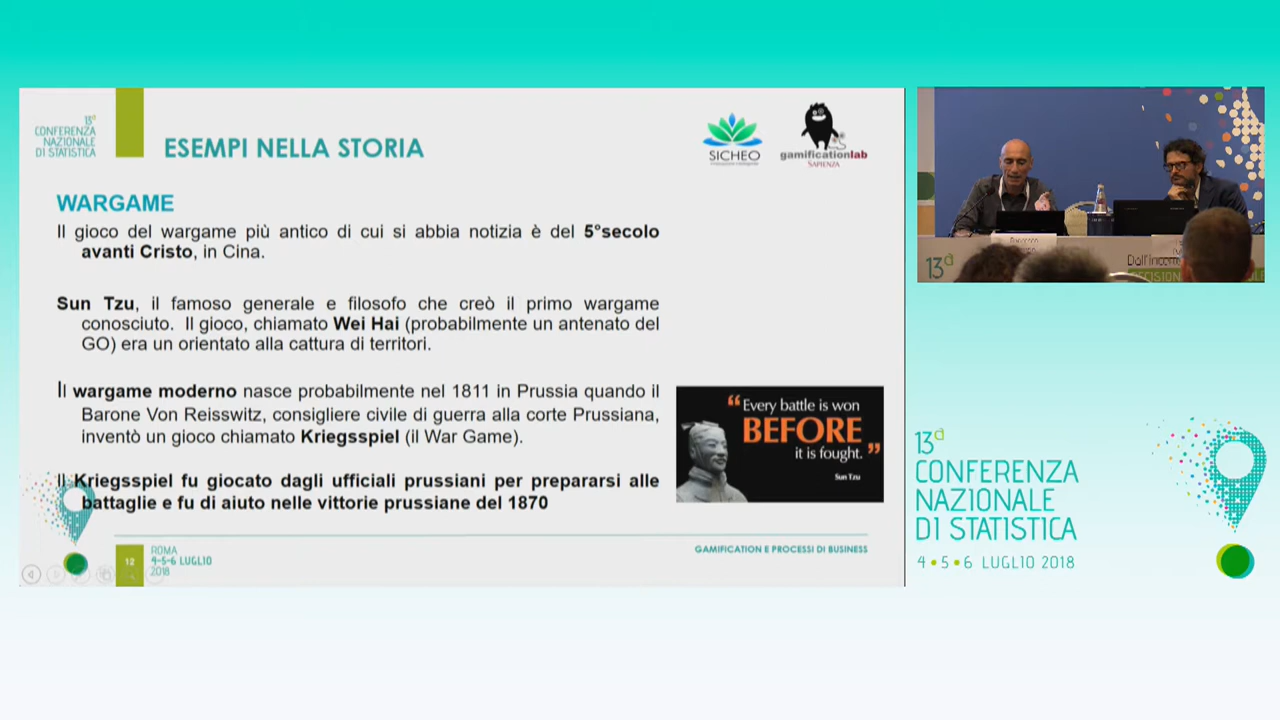 13a
CONFERENZA
NAZIONALE
DI STATISTICA
ESEMPI NELLA STORIA
SICHEO
gamificationlab
SAPIENZA
WARGAME
Il gioco del wargame più antico di cui si abbia notizia è del 5°secolo
avanti Cristo, in Cina.
Sun Tzu, il famoso generale e filosofo che creò il primo wargame
conosciuto. Il gioco, chiamato Wei Hai (probabilmente un antenato del
GO) era un orientato alla cattura di territori.
Il wargame moderno nasce probabilmente nel 1811 in Prussia quando il
Barone Von Reisswitz, consigliere civile di guerra alla corte Prussiana,
inventò un gioco chiamato Kriegsspiel (il War Game).
Il Kriegsspiel fu giocato dagli ufficiali prussiani per prepararsi alle
battaglie e fu di aiuto nelle vittorie prussiane del 1870
“Every battle is won
BEFORE
it is fought.”
Sun Tzu
12
ROMA
4-5-6 LUGLIO
2018
GAMIFICATION E PROCESSI DI BUSINESS
13a
Dall'Ince
13a
CONFERENZA
NAZIONALE
DI STATISTICA
4•5•6 LUGLIO 2018